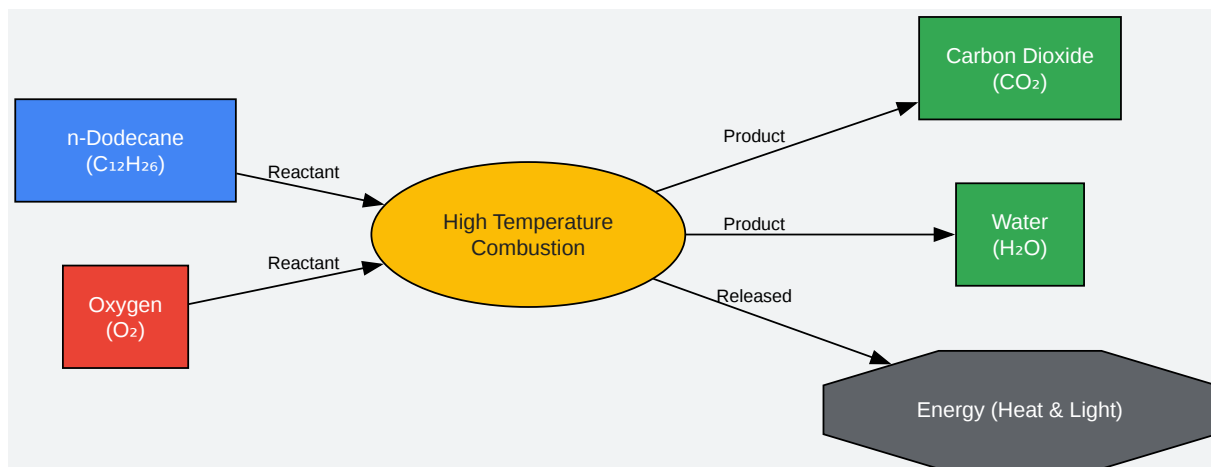 n-Dodecane
(C₁₂H₂₆)
Oxygen
(O₂)
Reactant
Reactant
High Temperature
Combustion
Product
Product
Released
Carbon Dioxide
(CO₂)
Water
(H₂O)
Energy (Heat & Light)